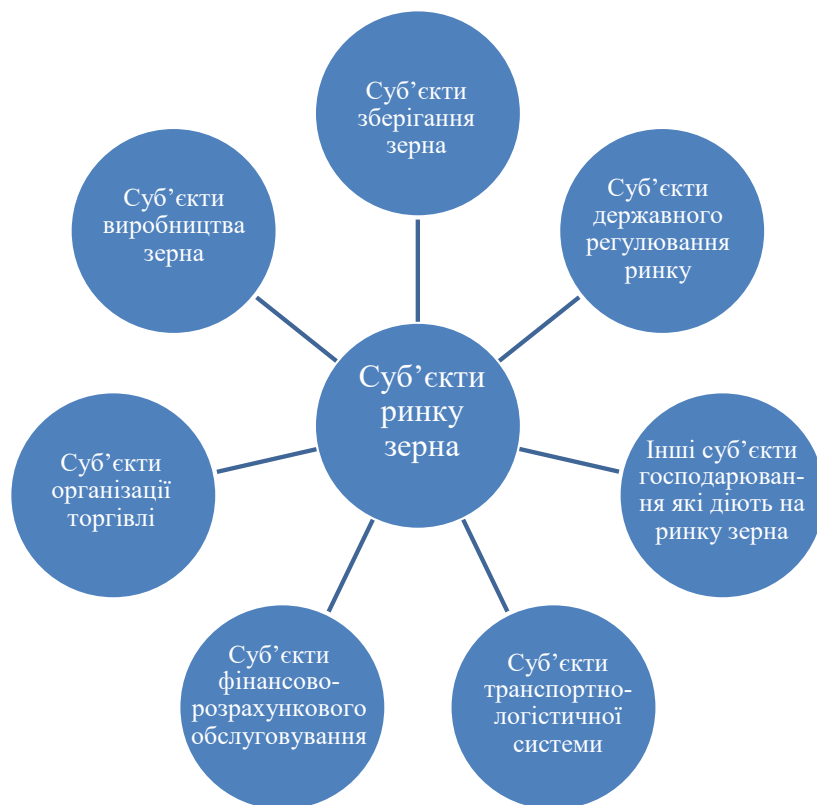 Суб’єкти
зберігання
зерна
Суб’єкти
державного
регулювання
ринку
Інші суб’єкти
господарюван-
ня які діють на
ринку зерна
Суб’єкти
транспортно-
логістичної
системи
Суб’єкти
фінансово-
розрахункового
обслуговування
Суб’єкти
організації
торгівлі
Суб’єкти
виробництва
зерна
Суб’єкти
ринку
зерна